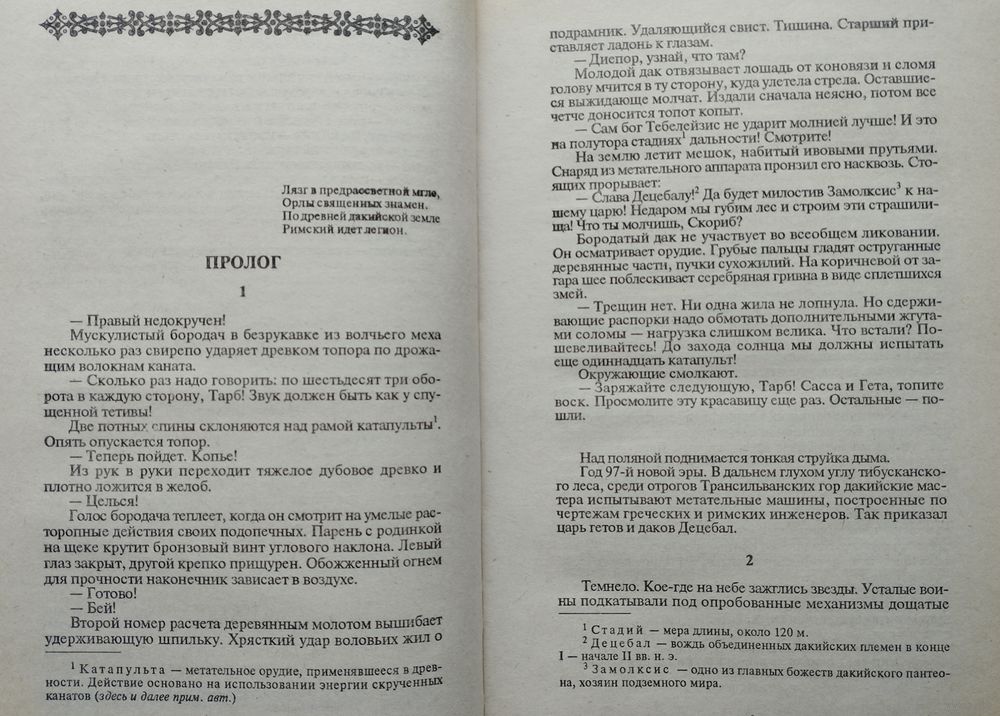 Лязг в предрассветной мгле,
Орлы священных знамен.
По древней дакийской земле
Римский идет легион.
ПРОЛОГ
1
— Правый недокручен!
Мускулистый бородач в безрукавке из волчьего меха
несколько раз свирепо ударяет древком топора по дрожа-
щим волокнам каната.
— Сколько раз надо говорить: по шестьдесят три обо-
рота в каждую сторону, Тарб! Звук должен быть как у спу-
щенной тетивы!
Две потных спины склоняются над рамой катапульты¹.
Опять опускается топор.
— Теперь пойдет. Копье!
Из рук в руки переходит тяжелое дубовое древко и
плотно ложится в желоб.
— Целься!
Голос бородача теплеет, когда он смотрит на умелые рас-
торопные действия своих подопечных. Парень с родинкой
на щеке крутит бронзовый винт углового наклона. Левый
глаз закрыт, другой крепко прищурен. Обожженный огнем
для прочности наконечник зависает в воздухе.
— Готово!
— Бей!
Второй номер расчета деревянным молотом вышибает
удерживающую шпильку. Хрясткий удар воловьих жил о
¹ Катапульта — метательное орудие, применявшееся в древ-
ности. Действие основано на использовании энергии скрученных
канатов (здесь и далее прим. авт.)
подрамник. Удаляющийся свист. Тишина. Старший при-
ставляет ладонь к глазам.
— Диепор, узнай, что там?
Молодой дак отвязывает лошадь от коновязи и сломя
голову мчится в ту сторону, куда улетела стрела. Оставшие-
ся выжидающе молчат. Издали сначала неясно, потом все
четче доносится топот копыт.
— Сам бог Тебелейзис не ударит молнией лучше! И это
на полутора стадиях¹ дальности! Смотрите!
На землю летит мешок, набитый ивовыми прутьями.
Снаряд из метательного аппарата пронзил его насквозь. Сто-
ящих прорывает:
— Слава Децебалу!² Да будет милостив Замолксис³ к на-
шему царю! Недаром мы губим лес и строим эти страшили-
ща! Что ты молчишь, Скориб?
Бородатый дак не участвует во всеобщем ликовании.
Он осматривает орудие. Грубые пальцы гладят оструганные
деревянные части, пучки сухожилий. На коричневой от за-
гара шее поблескивает серебряная гривна в виде сплетшихся
змей.
— Трещин нет. Ни одна жила не лопнула. Но сдержи-
вающие распорки надо обмотать дополнительными жгута-
ми соломы — нагрузка слишком велика. Что встали? По-
шевеливайтесь! До захода солнца мы должны испытать
еще одиннадцать катапульт!
Окружающие смолкают.
— Заряжайте следующую, Тарб! Сасса и Гета, топите
воск. Просмолите эту красавицу еще раз. Остальные — по-
шли.
Над поляной поднимается тонкая струйка дыма.
Год 97-й новой эры. В дальнем глухом углу тибусканско-
го леса, среди отрогов Трансильванских гор дакийские мас-
тера испытывают метательные машины, построенные по
чертежам греческих и римских инженеров. Так приказал
царь гетов и даков Децебал.
2
Темнело. Кое-где на небе зажглись звезды. Усталые вои-
ны подкатывали под опробованные механизмы дощатые
¹ Стадий — мера длины, около 120 м.
² Децебал — вождь объединенных дакийских племен в конце
I — начале II вв. н. э.
³ Замолксис — одно из главных божеств дакийского пантео-
на, хозяин подземного мира.